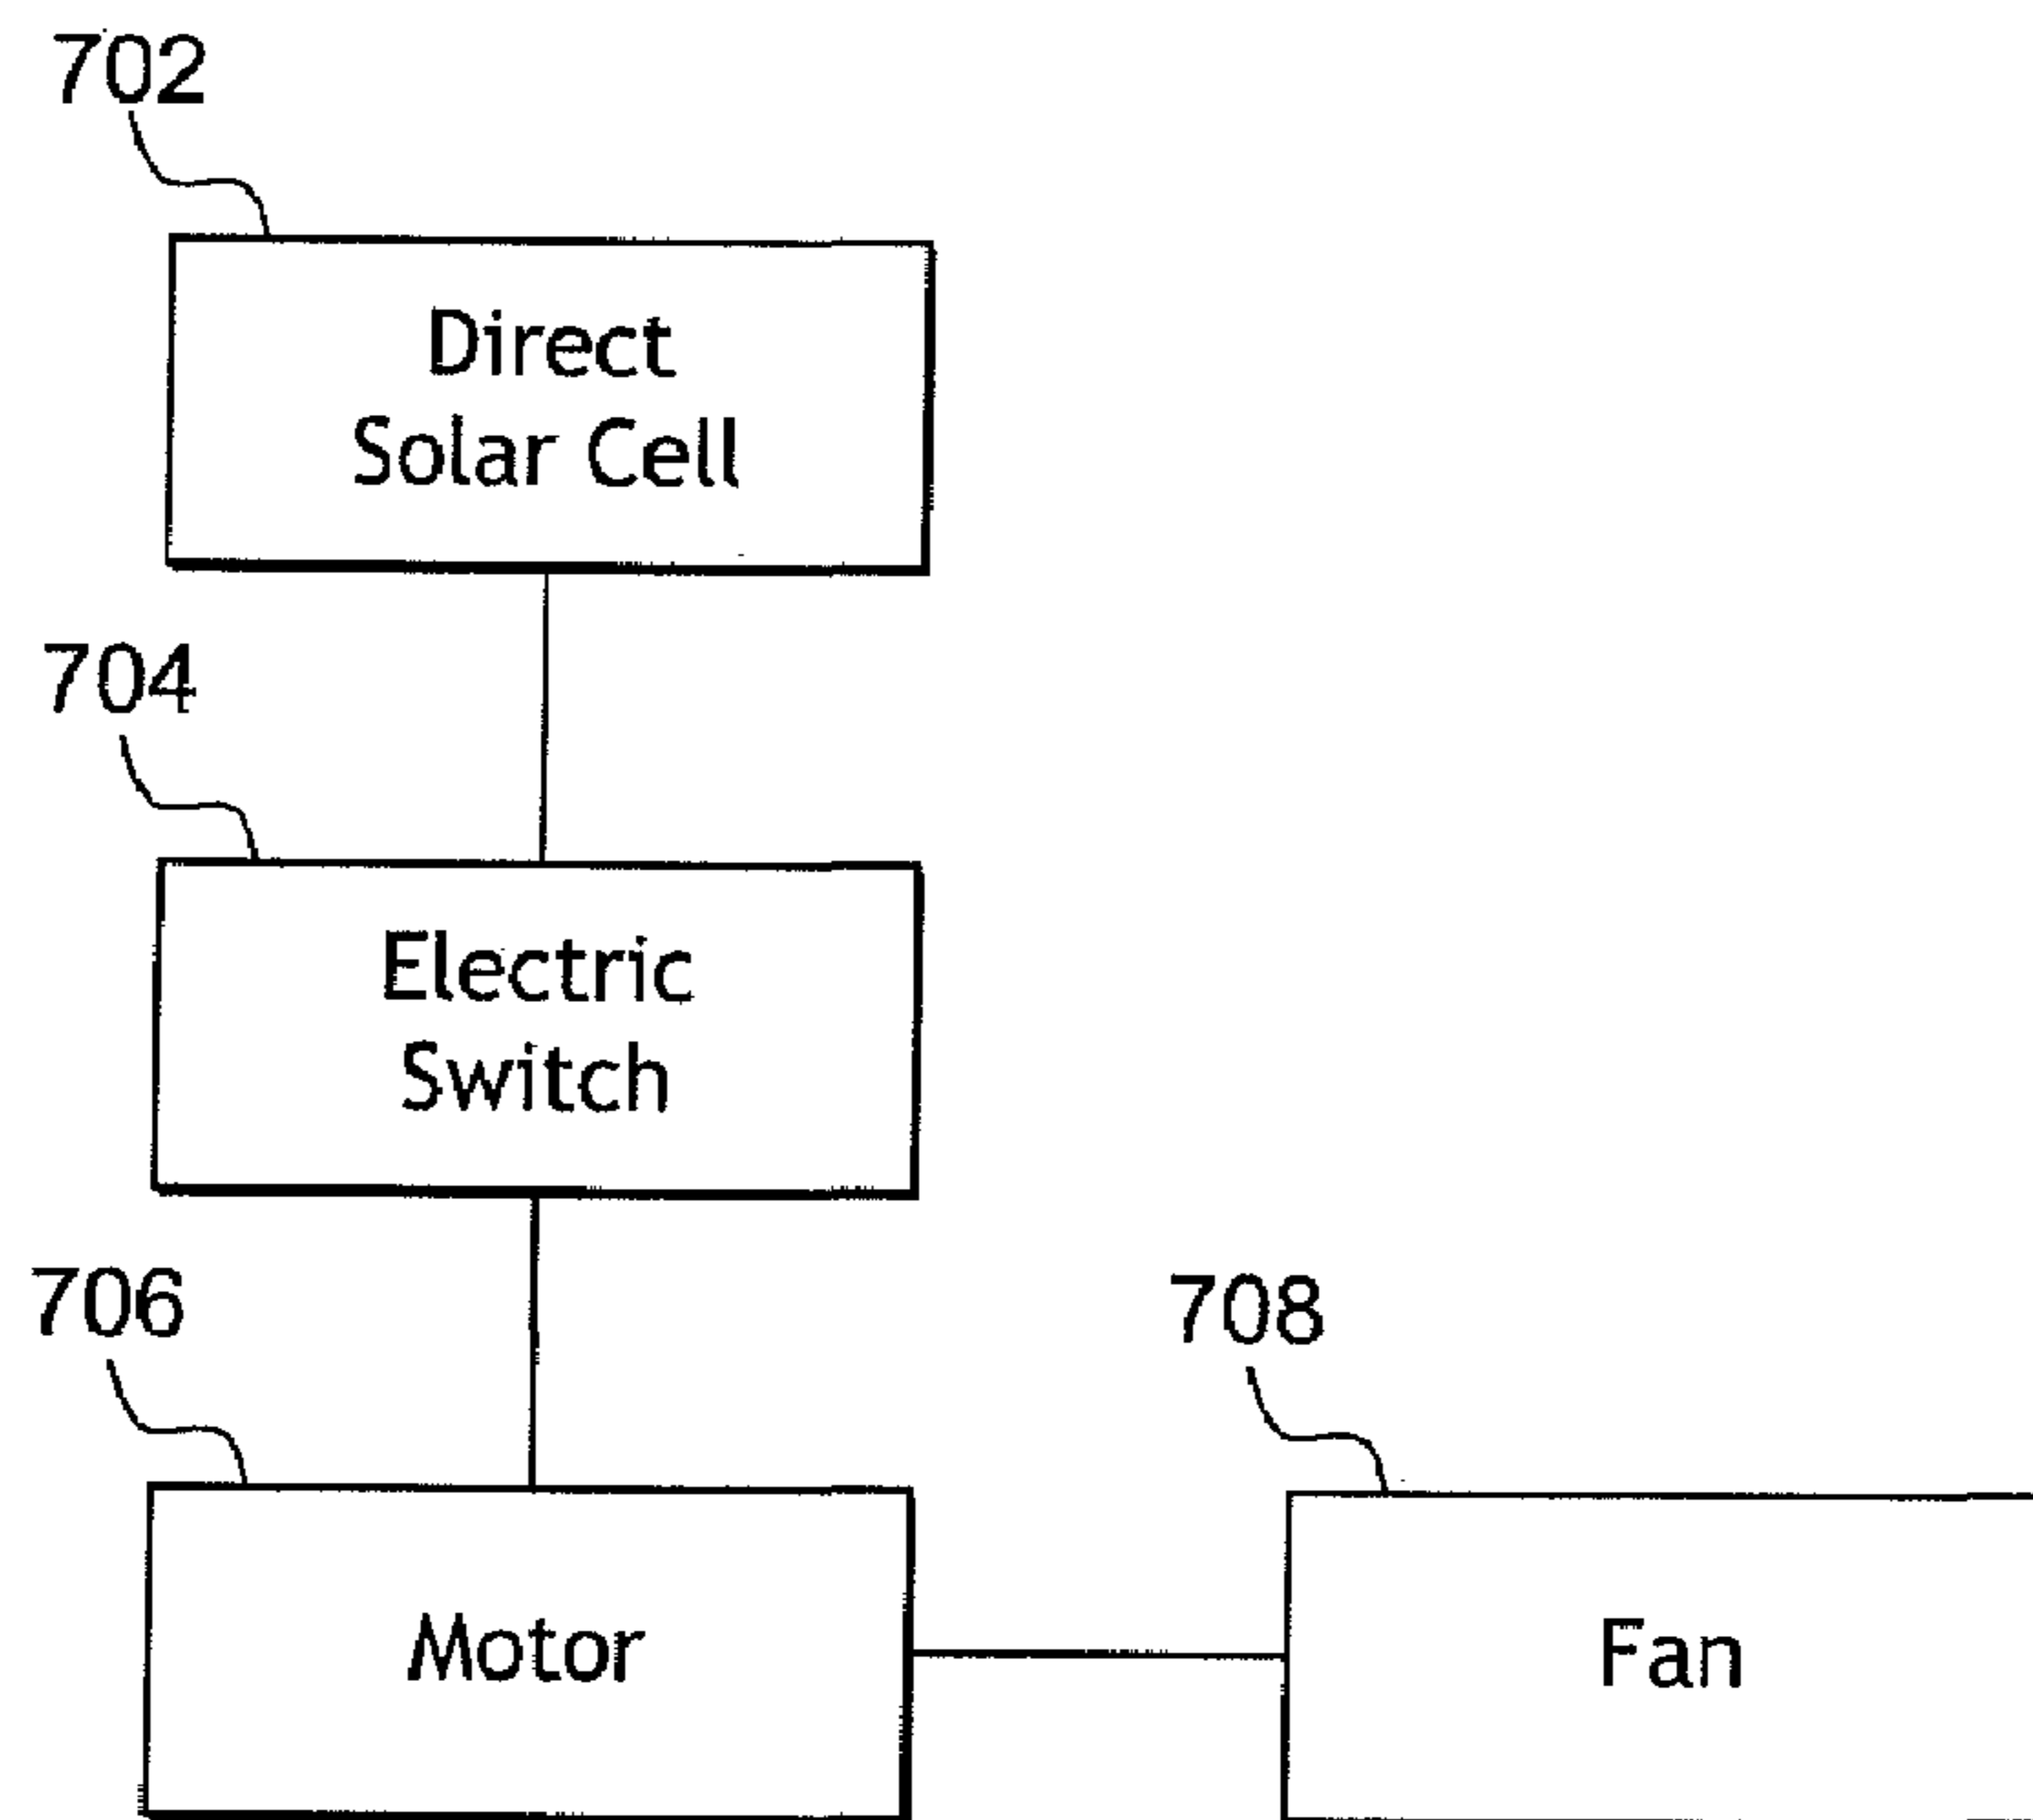 702
Direct
Solar Cell
704
Electric
Switch
706
708
Motor
Fan